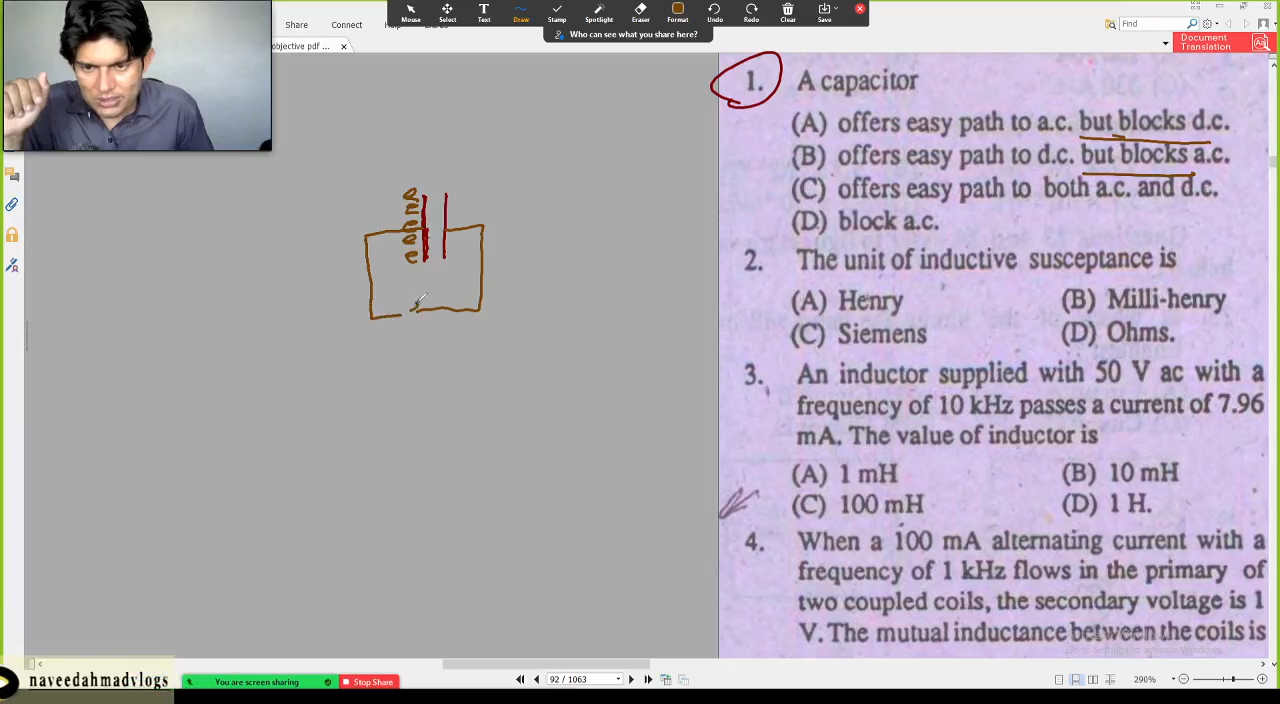 Share Connect
Mouse Select Text Draw Stamp Spotlight Eraser Format Undo Redo Clear Save
Who can see what you share here?
Find
objective pdf ...
Document Translation
1. A capacitor
(A) offers easy path to a.c. but blocks d.c.
(B) offers easy path to d.c. but blocks a.c.
(C) offers easy path to both a.c. and d.c.
(D) block a.c.
2. The unit of inductive susceptance is
(A) Henry (B) Milli-henry
(C) Siemens (D) Ohms.
3. An inductor supplied with 50 V ac with a
frequency of 10 kHz passes a current of 7.96
mA. The value of inductor is
(A) 1 mH (B) 10 mH
(C) 100 mH (D) 1 H.
4. When a 100 mA alternating current with a
frequency of 1 kHz flows in the primary of
two coupled coils, the secondary voltage is 1
V. The mutual inductance between the coils is
naveedahmadvlogs
You are screen sharing Stop Share
92 / 1063
290%